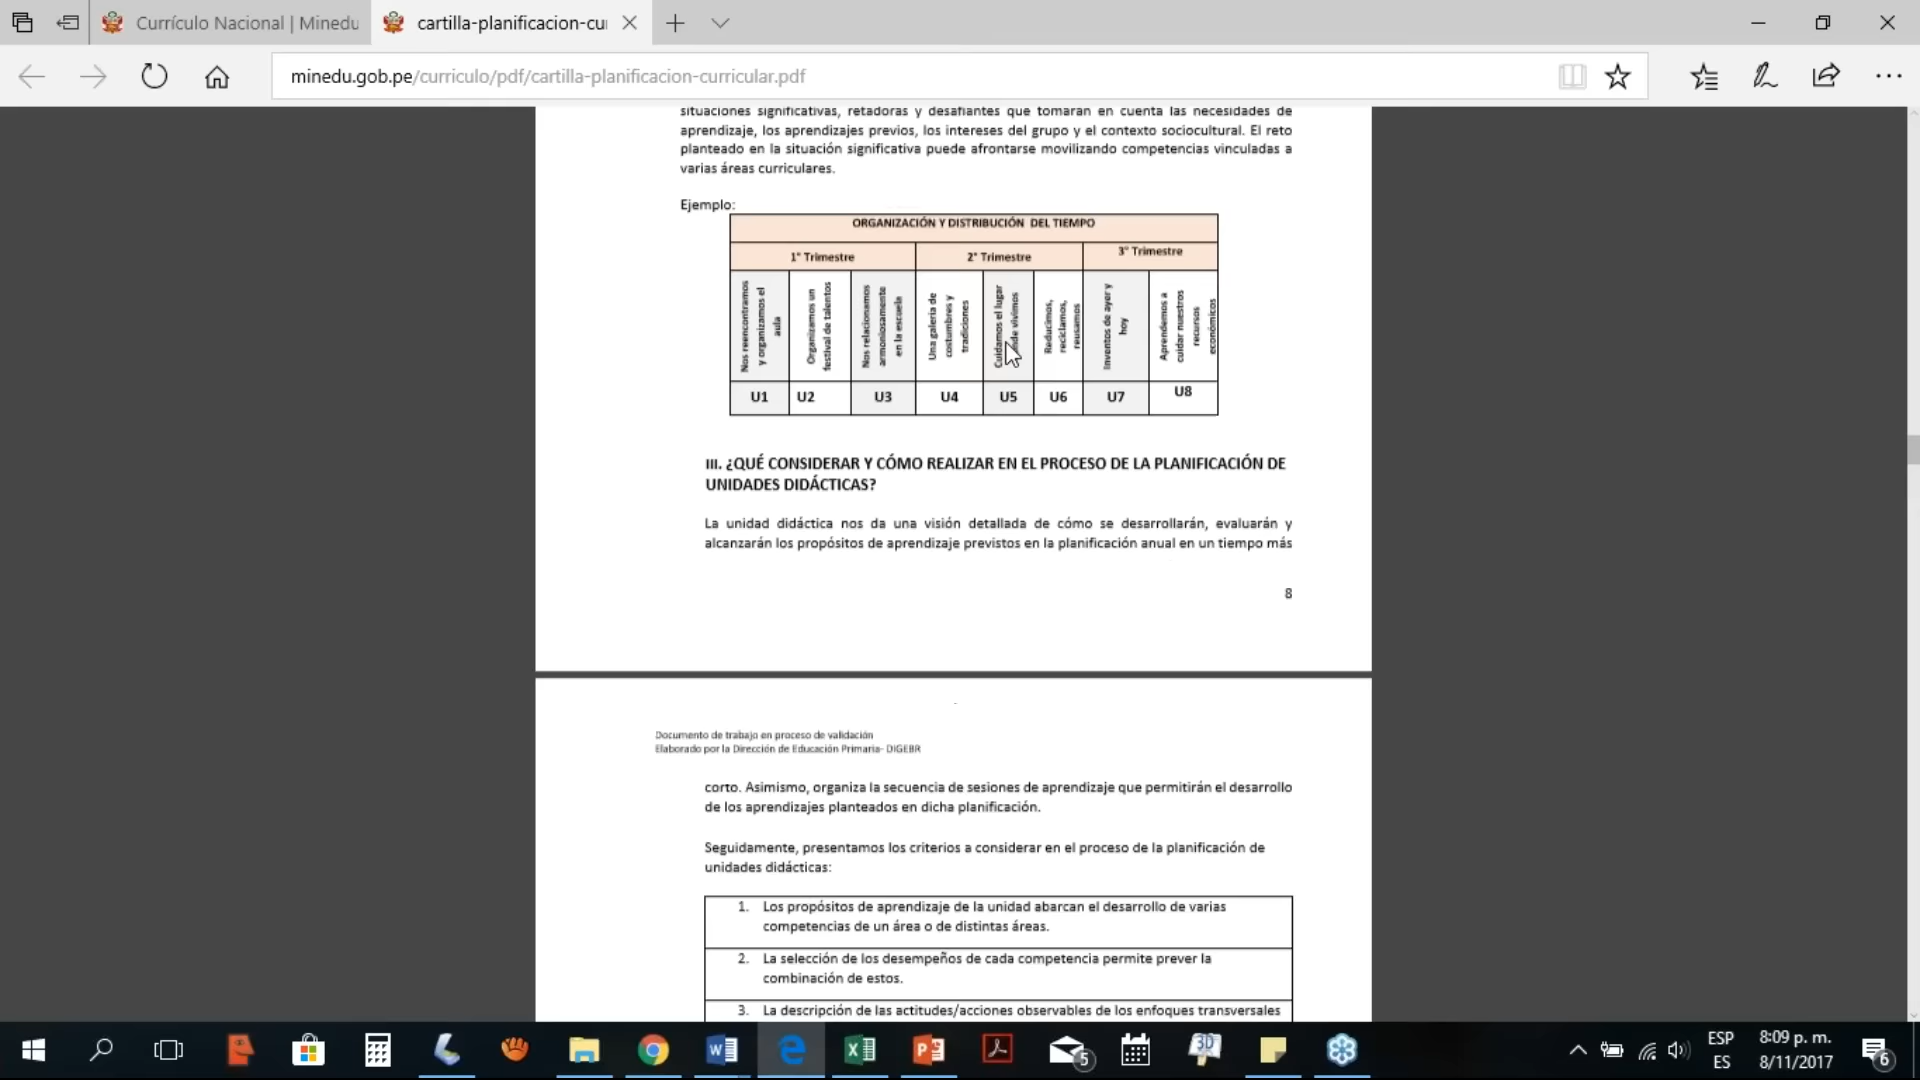 Currículo Nacional | Minedu
cartilla-planificacion-cur
minedu.gob.pe/curriculo/pdf/cartilla-planificacion-curricular.pdf
situaciones significativas, retadoras y desafiantes que tomaran en cuenta las necesidades de
aprendizaje, los aprendizajes previos, los intereses del grupo y el contexto sociocultural. El reto
planteado en la situación significativa puede afrontarse movilizando competencias vinculadas a
varias áreas curriculares.
Ejemplo:
ORGANIZACIÓN Y DISTRIBUCIÓN DEL TIEMPO
1° Trimestre
2° Trimestre
3° Trimestre
Nos reencontramos
y organizamos el
aula
Organizamos un
festival de talentos
Nos relacionamos
armoniosamente
en la escuela
Una galería de
costumbres y
tradiciones
Cuidamos el lugar
vivimos
Reducimos,
reciclamos,
reusamos
Inventos de ayer y
hoy
Aprendemos a
cuidar nuestros
recursos
económicos
U1
U2
U3
U4
U5
U6
U7
U8
III. ¿QUÉ CONSIDERAR Y CÓMO REALIZAR EN EL PROCESO DE LA PLANIFICACIÓN DE
UNIDADES DIDÁCTICAS?
La unidad didáctica nos da una visión detallada de cómo se desarrollarán, evaluarán y
alcanzarán los propósitos de aprendizaje previstos en la planificación anual en un tiempo más
8
Documento de trabajo en proceso de validación
Elaborado por la Dirección de Educación Primaria- DIGEBR
corto. Asimismo, organiza la secuencia de sesiones de aprendizaje que permitirán el desarrollo
de los aprendizajes planteados en dicha planificación.
Seguidamente, presentamos los criterios a considerar en el proceso de la planificación de
unidades didácticas:
1. Los propósitos de aprendizaje de la unidad abarcan el desarrollo de varias
competencias de un área o de distintas áreas.
2. La selección de los desempeños de cada competencia permite prever la
combinación de estos.
3. La descripción de las actitudes/acciones observables de los enfoques transversales
5
3D
ESP
ES
8:09 p. m.
8/11/2017
6